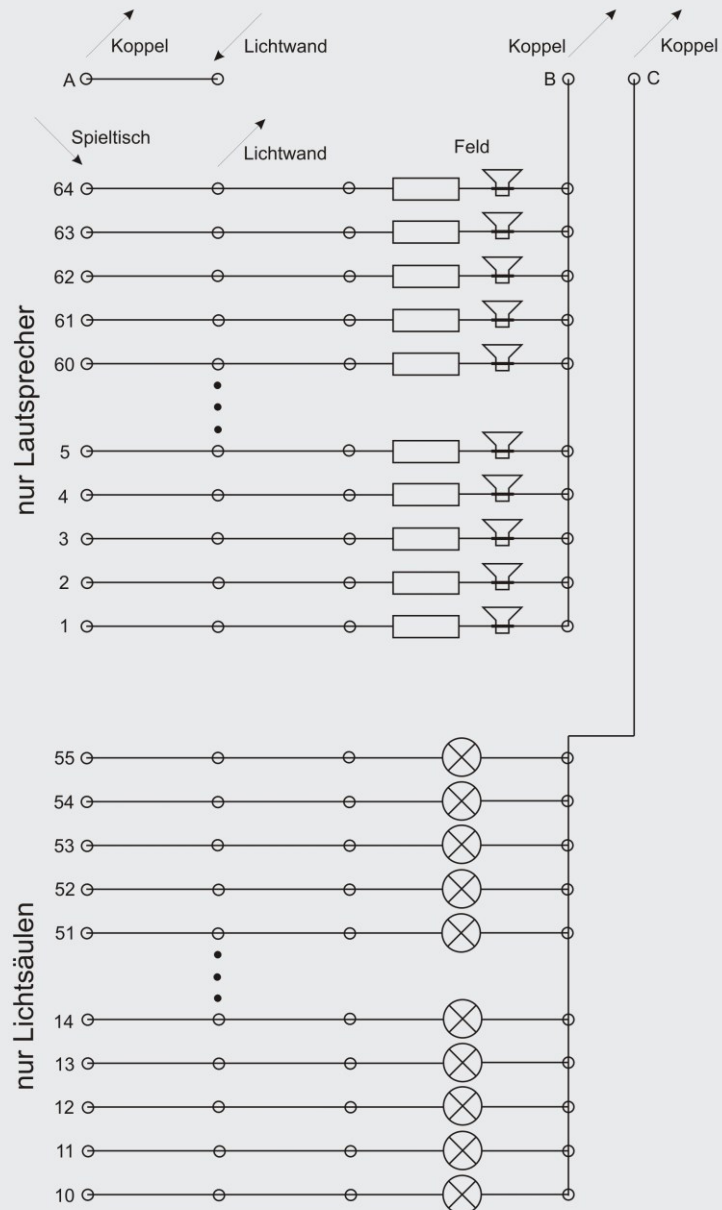 Koppel
Lichtwand
Koppel
Koppel
A
B
C
Spieltisch
Lichtwand
Feld
nur Lautsprecher
64
63
62
61
60
5
4
3
2
1
nur Lichtsäulen
55
54
53
52
51
14
13
12
11
10